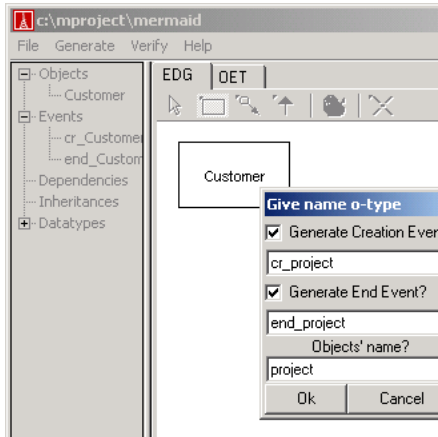 c:\mproject\mermaid
File Generate Verify Help
Objects
Customer
Events
cr_Customer
end_Custom
Dependencies
Inheritances
Datatypes
EDG OET
Customer
Give name o-type
Generate Creation Even
cr_project
Generate End Event?
end_project
Objects' name?
project
Ok Cancel